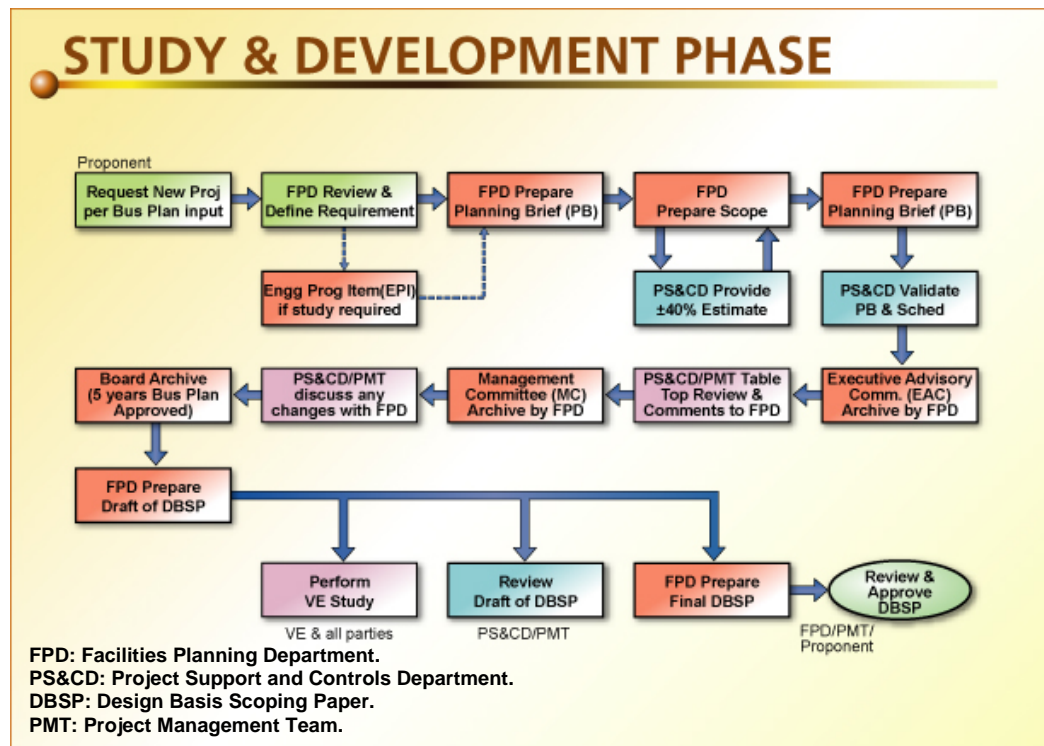 STUDY & DEVELOPMENT PHASE
Proponent
Request New Proj
per Bus Plan input
FPD Review &
Define Requirement
FPD Prepare
Planning Brief (PB)
FPD
Prepare Scope
FPD Prepare
Planning Brief (PB)
Engg Prog Item(EPI)
if study required
PS&CD Provide
±40% Estimate
PS&CD Validate
PB & Sched
Board Archive
(5 years Bus Plan
Approved)
PS&CD/PMT
discuss any
changes with FPD
Management
Committee (MC)
Archive by FPD
PS&CD/PMT Table
Top Review &
Comments to FPD
Executive Advisory
Comm. (EAC)
Archive by FPD
FPD Prepare
Draft of DBSP
Perform
VE Study
VE & all parties
Review
Draft of DBSP
PS&CD/PMT
FPD Prepare
Final DBSP
Review &
Approve
DBSP
FPD/PMT/
Proponent
FPD: Facilities Planning Department.
PS&CD: Project Support and Controls Department.
DBSP: Design Basis Scoping Paper.
PMT: Project Management Team.